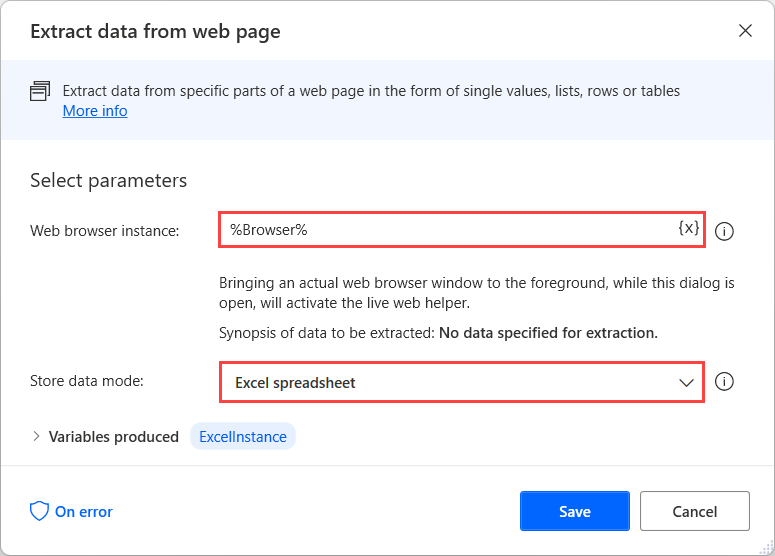 Extract data from web page
Extract data from specific parts of a web page in the form of single values, lists, rows or tables
More info
Select parameters
Web browser instance:
%Browser%
{x}
Bringing an actual web browser window to the foreground, while this dialog is
open, will activate the live web helper.
Synopsis of data to be extracted: No data specified for extraction.
Store data mode:
Excel spreadsheet
Variables produced
ExcelInstance
On error
Save
Cancel